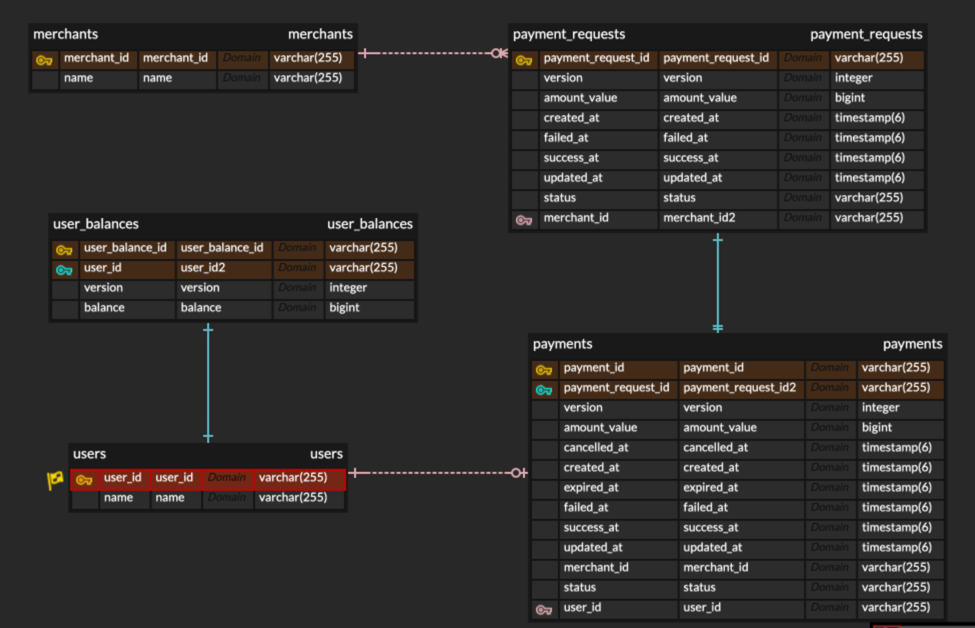 merchants merchants
merchant_id merchant_id Domain varchar(255)
name name Domain varchar(255)
payment_requests payment_requests
payment_request_id payment_request_id Domain varchar(255)
version version Domain integer
amount_value amount_value Domain bigint
created_at created_at Domain timestamp(6)
failed_at failed_at Domain timestamp(6)
success_at success_at Domain timestamp(6)
updated_at updated_at Domain timestamp(6)
status status Domain varchar(255)
merchant_id merchant_id2 Domain varchar(255)
user_balances user_balances
user_balance_id user_balance_id Domain varchar(255)
user_id user_id2 Domain varchar(255)
version version Domain integer
balance balance Domain bigint
payments payments
payment_id payment_id Domain varchar(255)
payment_request_id payment_request_id2 Domain varchar(255)
version version Domain integer
amount_value amount_value Domain bigint
cancelled_at cancelled_at Domain timestamp(6)
created_at created_at Domain timestamp(6)
expired_at expired_at Domain timestamp(6)
failed_at failed_at Domain timestamp(6)
success_at success_at Domain timestamp(6)
updated_at updated_at Domain timestamp(6)
merchant_id merchant_id Domain varchar(255)
status status Domain varchar(255)
user_id user_id Domain varchar(255)
users users
user_id user_id Domain varchar(255)
name name Domain varchar(255)